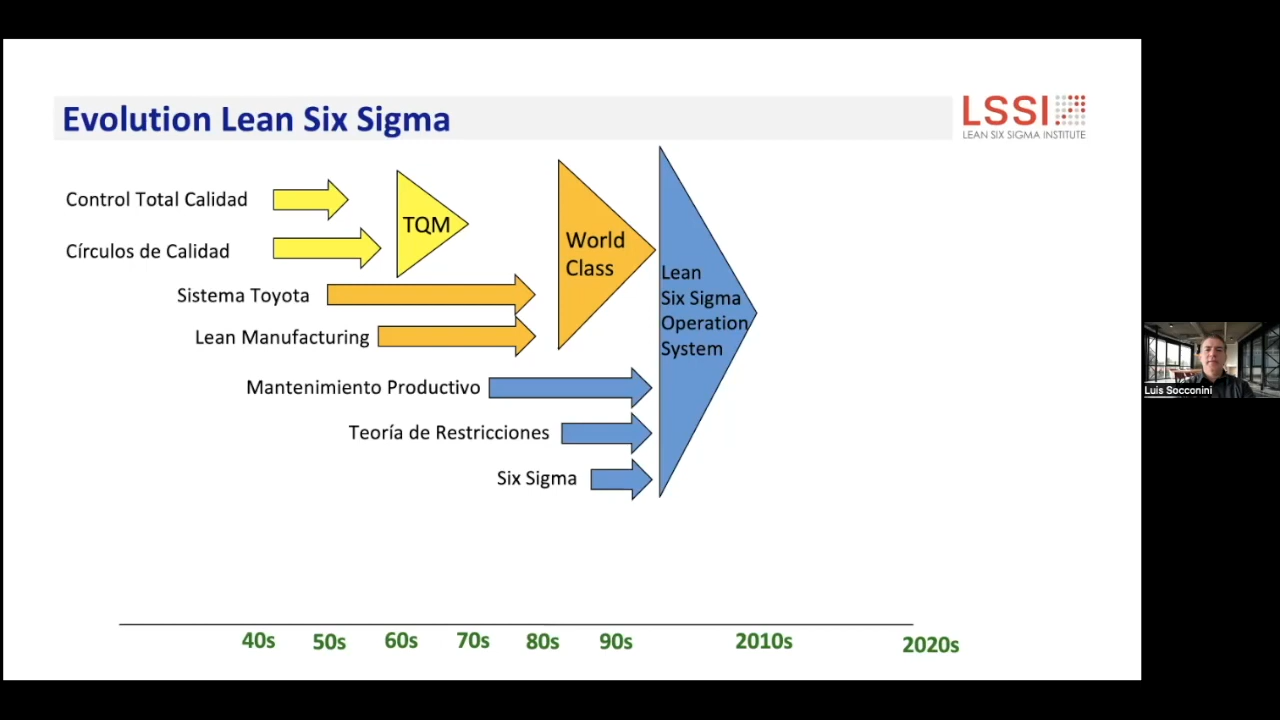 Evolution Lean Six Sigma
LSSI
LEAN SIX SIGMA INSTITUTE
Control Total Calidad
Círculos de Calidad
TQM
Sistema Toyota
Lean Manufacturing
World
Class
Mantenimiento Productivo
Teoría de Restricciones
Six Sigma
Lean
Six Sigma
Operation
System
Luis Socconini
40s 50s 60s 70s 80s 90s 2010s 2020s